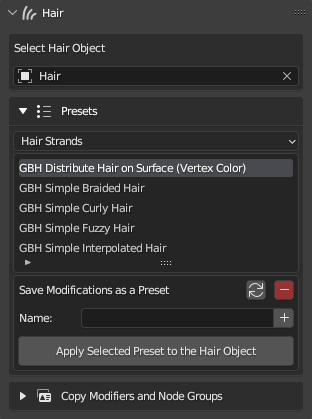 Hair
Select Hair Object
Hair
Presets
Hair Strands
GBH Distribute Hair on Surface (Vertex Color)
GBH Simple Braided Hair
GBH Simple Curly Hair
GBH Simple Fuzzy Hair
GBH Simple Interpolated Hair
Save Modifications as a Preset
Name:
Apply Selected Preset to the Hair Object
Copy Modifiers and Node Groups